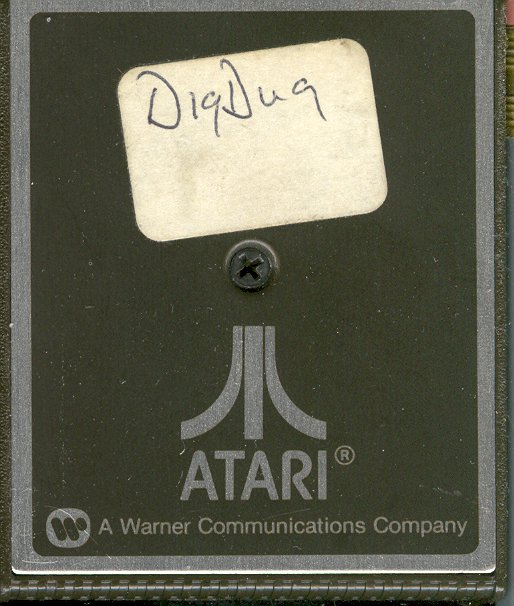 DigDug
ATARI®
A Warner Communications Company